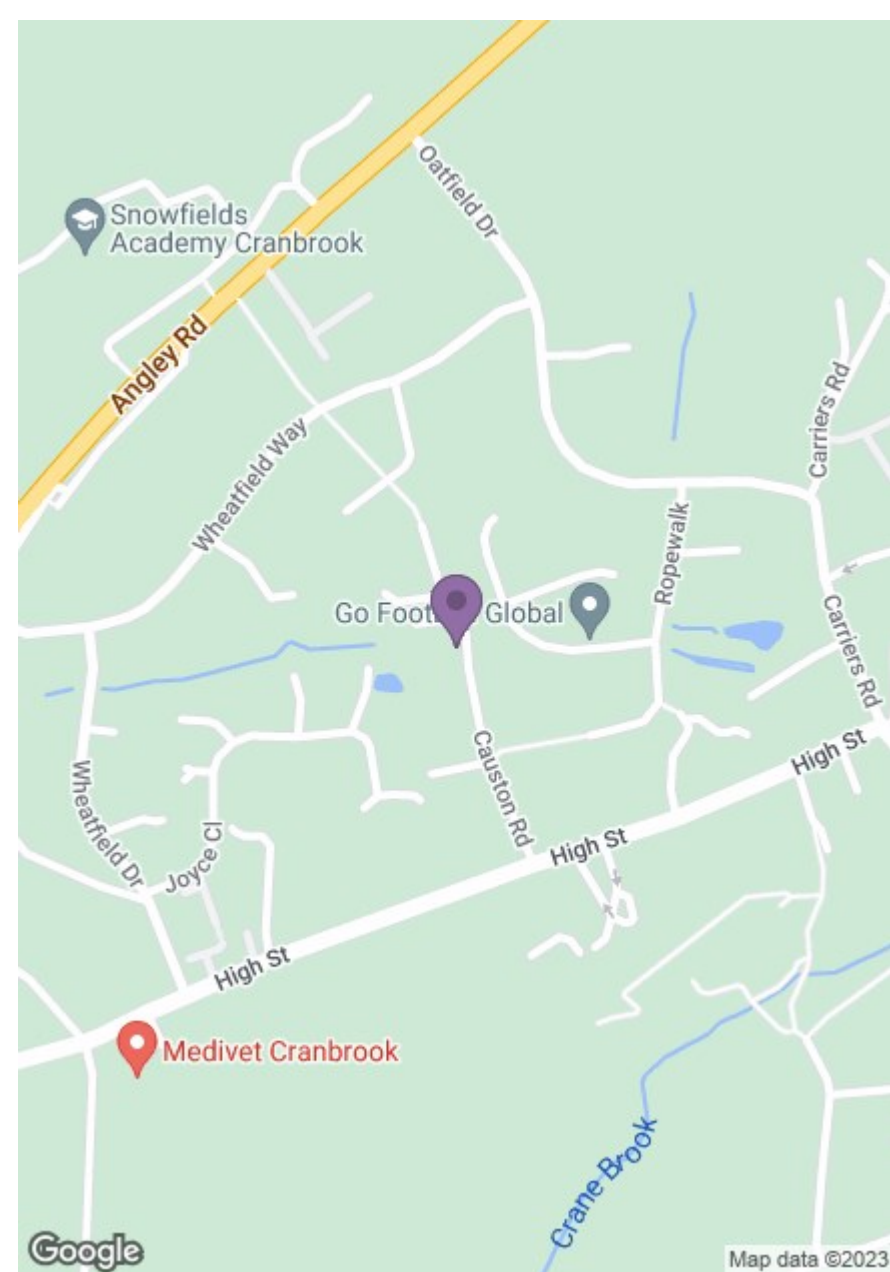 Oatfield Dr
Snowfields
Academy Cranbrook
Angley Rd
Carriers Rd
Wheatfield Way
Ropewalk
Go Foot Global
Carriers Rd
Causton Rd
High St
Wheatfield Dr
Joyce Cl
High St
High St
Medivet Cranbrook
Crane Brook
Google
Map data ©2023